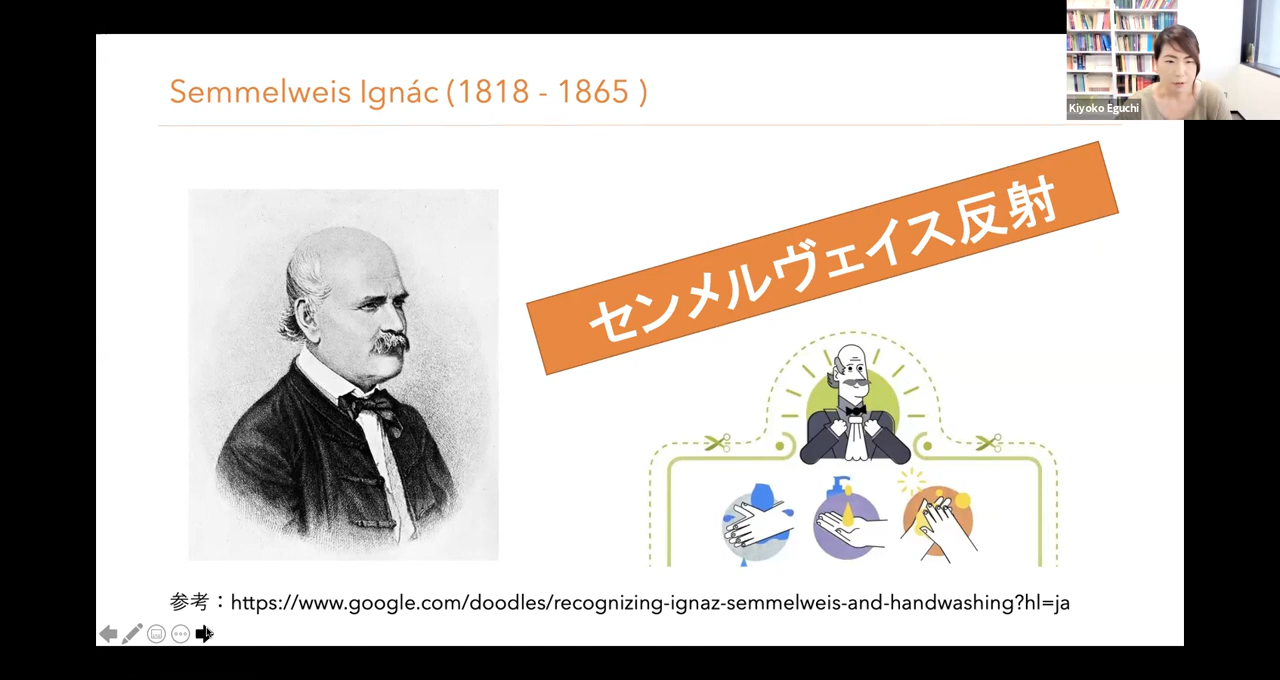 Semmelweis Ignác (1818 - 1865 )
Kiyoko Eguchi
センメルヴェイス反射
参考：https://www.google.com/doodles/recognizing-ignaz-semmelweis-and-handwashing?hl=ja